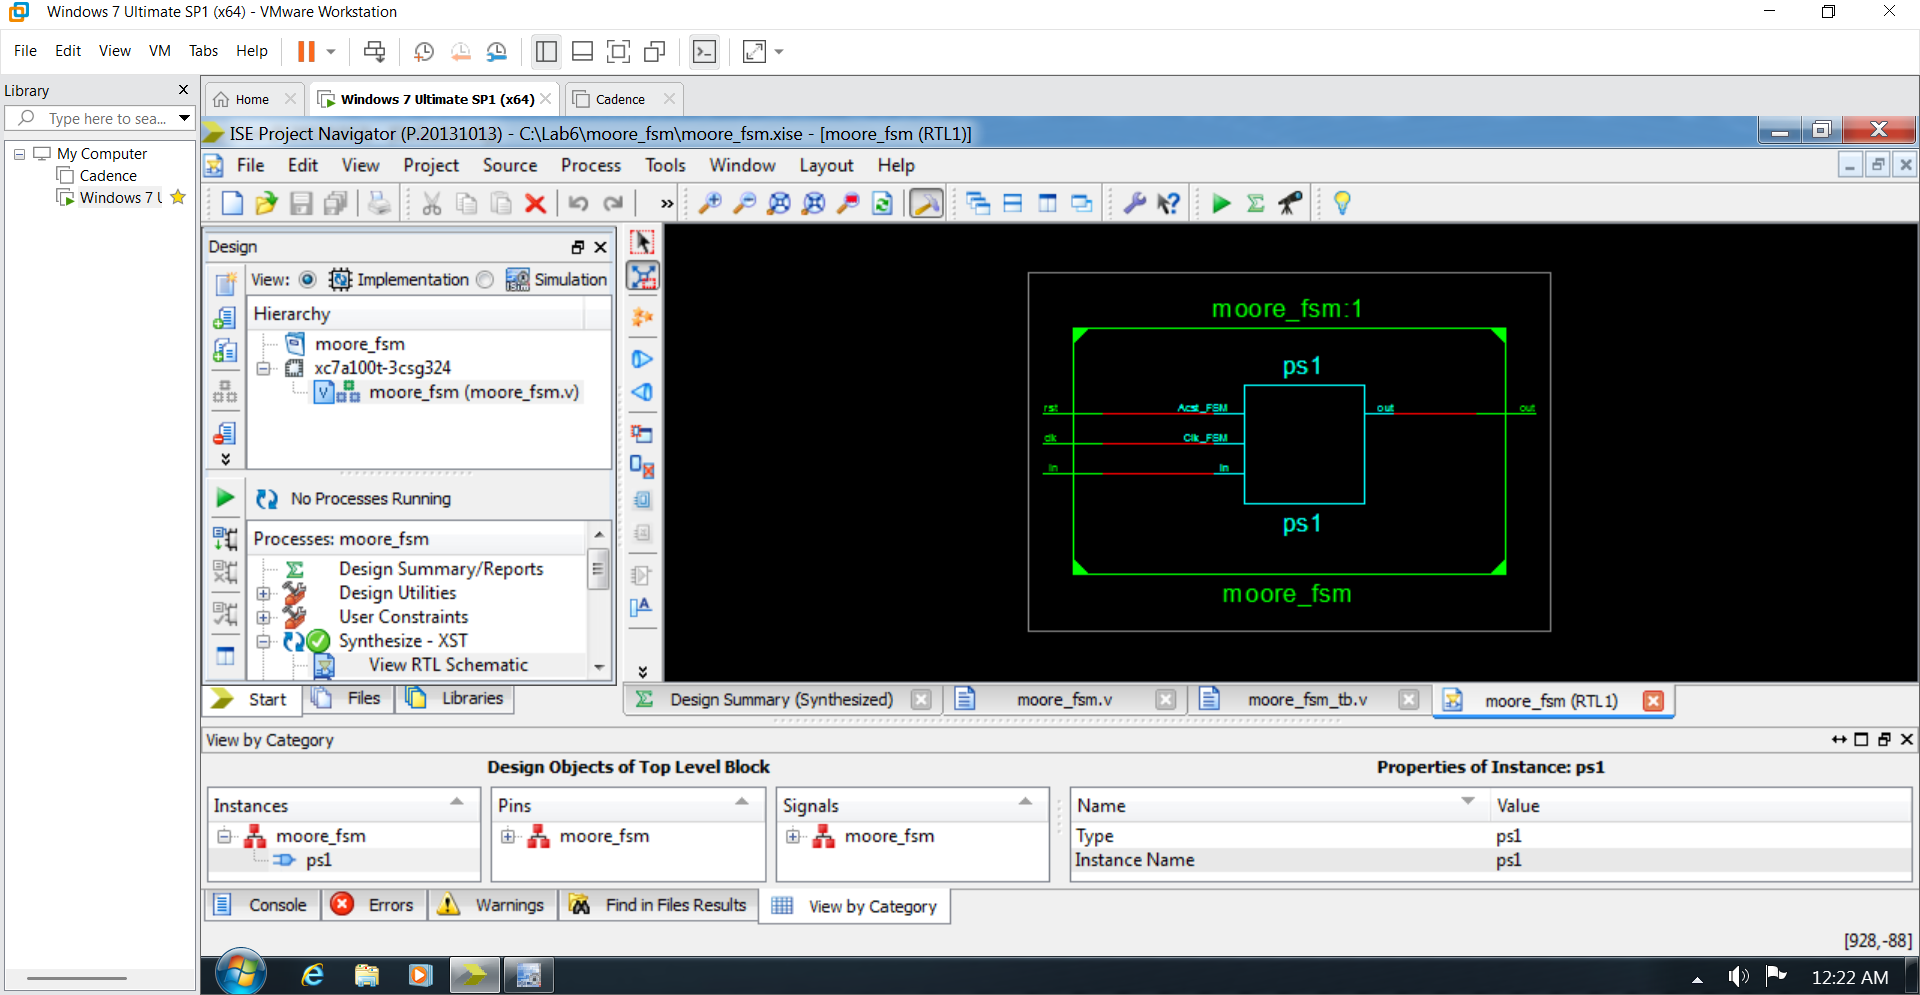 Windows 7 Ultimate SP1 (x64) - VMware Workstation
File Edit View VM Tabs Help
Library
Type here to sea...
My Computer
Cadence
Windows 7 U
Home
Windows 7 Ultimate SP1 (x64)
Cadence
ISE Project Navigator (P.20131013) - C:\Lab6\moore_fsm\moore_fsm.xise - [moore_fsm (RTL1)]
File Edit View Project Source Process Tools Window Layout Help
Design
View: Implementation Simulation
Hierarchy
moore_fsm
xc7a100t-3csg324
moore_fsm (moore_fsm.v)
No Processes Running
Processes: moore_fsm
Design Summary/Reports
Design Utilities
User Constraints
Synthesize - XST
View RTL Schematic
Start Files Libraries
moore_fsm:1
ps1
rst Acst_FSM out out
clk Clk_FSM
in in
ps1
moore_fsm
Design Summary (Synthesized) moore_fsm.v moore_fsm_tb.v moore_fsm (RTL1)
View by Category
Design Objects of Top Level Block
Properties of Instance: ps1
Instances
moore_fsm
ps1
Pins
moore_fsm
Signals
moore_fsm
Name Value
Type ps1
Instance Name ps1
Console Errors Warnings Find in Files Results View by Category
[928,-88]
12:22 AM